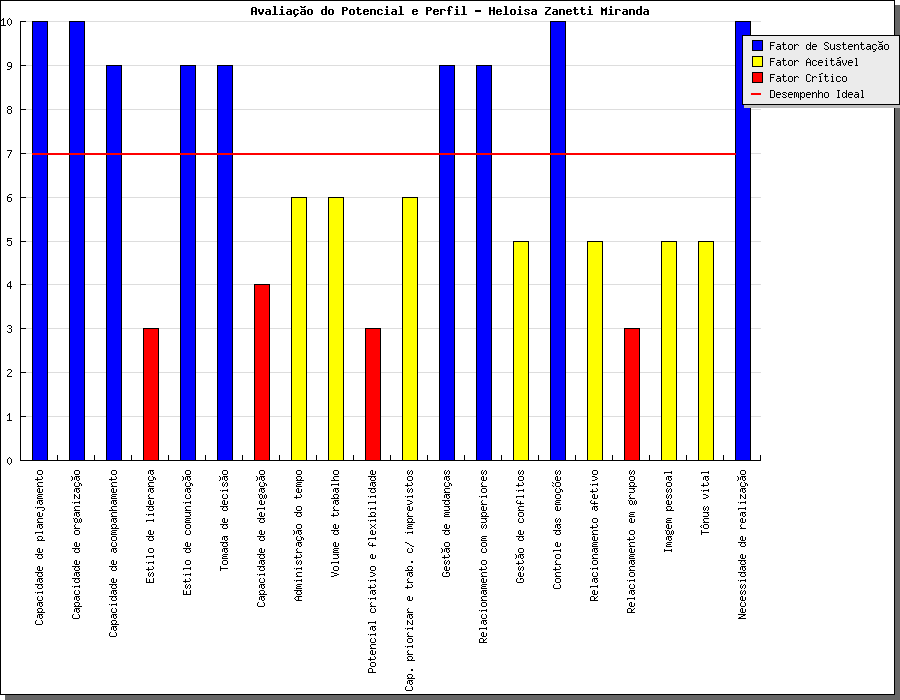 Avaliação do Potencial e Perfil - Heloisa Zanetti Miranda
Fator de Sustentação
Fator Aceitável
Fator Crítico
Desempenho Ideal
10
9
8
7
6
5
4
3
2
1
0
Capacidade de planejamento
Capacidade de organização
Capacidade de acompanhamento
Estilo de liderança
Estilo de comunicação
Tomada de decisão
Capacidade de delegação
Administração do tempo
Volume de trabalho
Potencial criativo e flexibilidade
Cap. priorizar e trab. c/ imprevistos
Gestão de mudanças
Relacionamento com superiores
Gestão de conflitos
Controle das emoções
Relacionamento afetivo
Relacionamento em grupos
Imagem pessoal
Tônus vital
Necessidade de realização